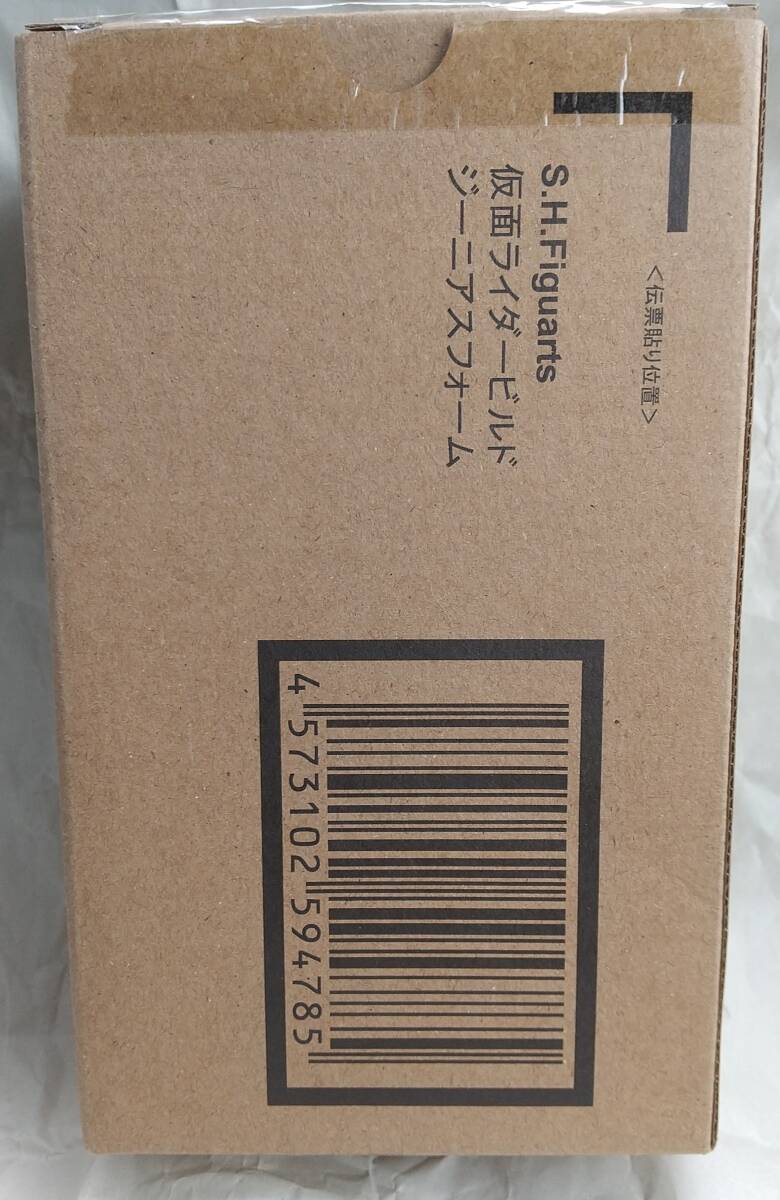 <伝票貼り位置>
S.H.Figuarts
仮面ライダービルド
ジーニアスフォーム
4 573102 594785